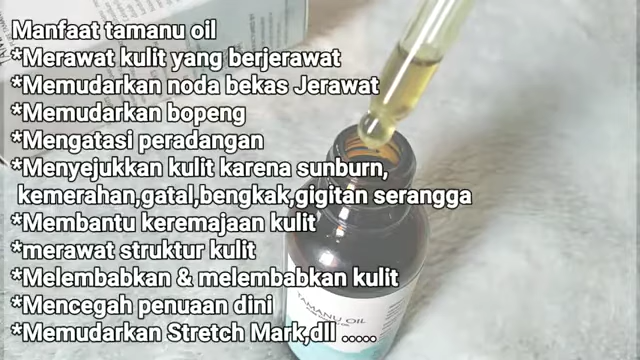 Manfaat tamanu oil
*Merawat kulit yang berjerawat
*Memudarkan noda bekas Jerawat
*Memudarkan bopeng
*Mengatasi peradangan
*Menyejukkan kulit karena sunburn,
kemerahan,gatal,bengkak,gigitan serangga
*Membantu keremajaan kulit
*merawat struktur kulit
*Melembabkan & melembabkan kulit
*Mencegah penuaan dini
*Memudarkan Stretch Mark,dll .....
TAMANU OIL